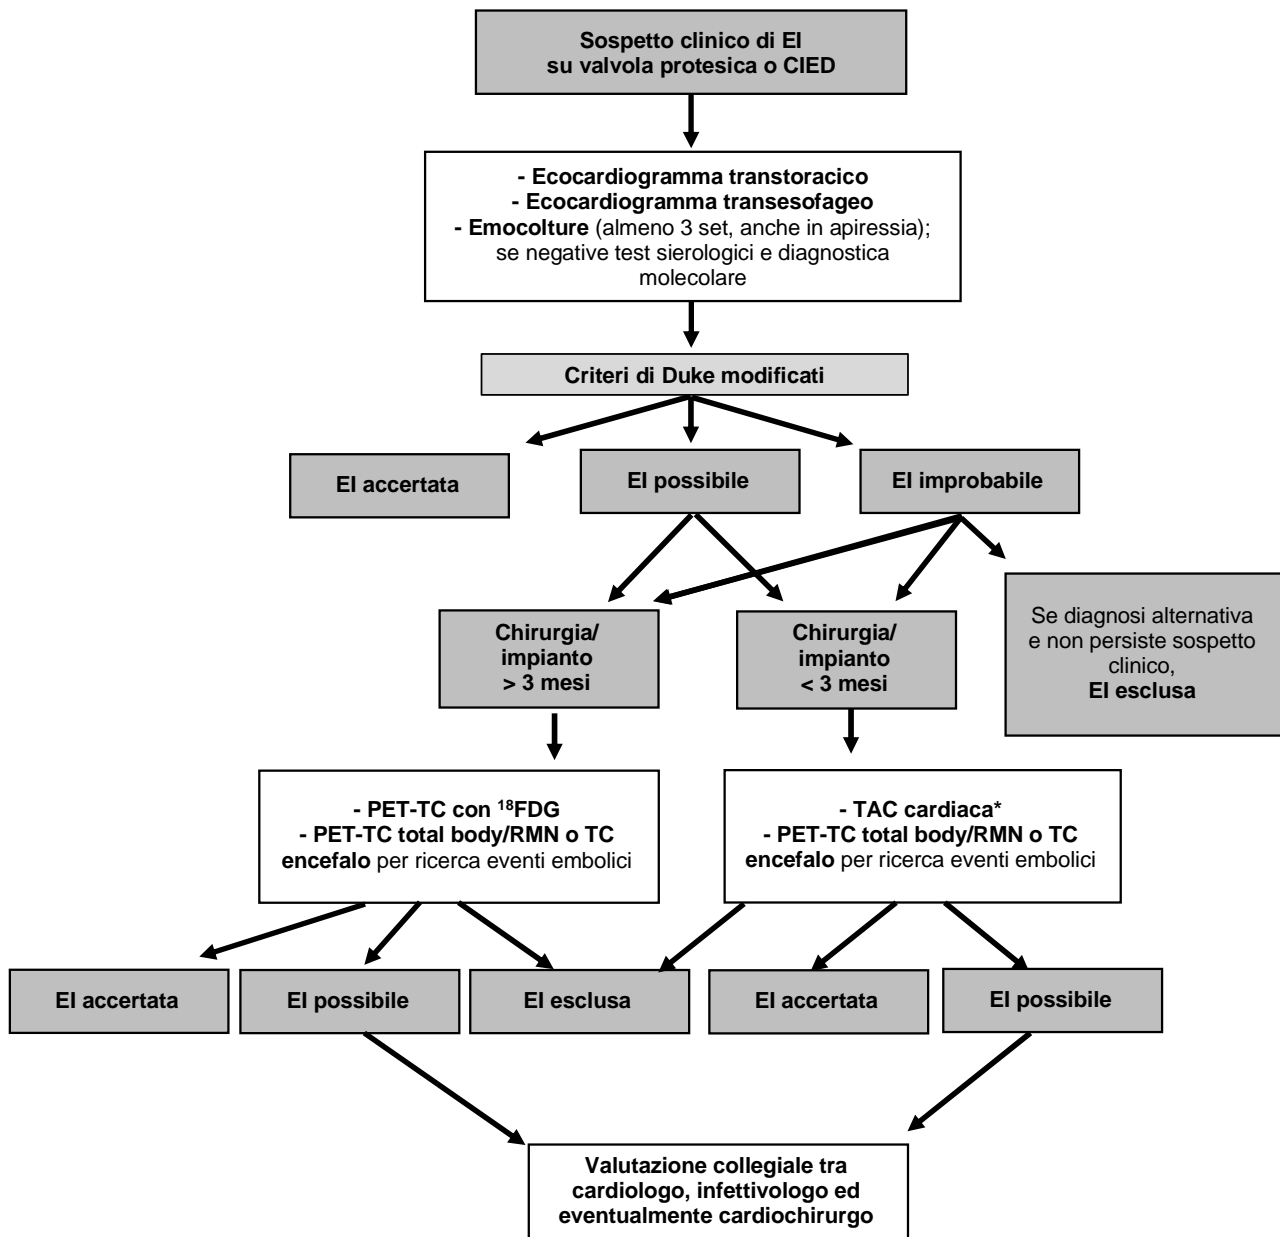 Sospetto clinico di EI
su valvola protesica o CIED
- Ecocardiogramma transtoracico
- Ecocardiogramma transesofageo
- Emocolture (almeno 3 set, anche in apiressia);
se negative test sierologici e diagnostica
molecolare
Criteri di Duke modificati
EI accertata
EI possibile
EI improbabile
Chirurgia/
impianto
> 3 mesi
Chirurgia/
impianto
< 3 mesi
Se diagnosi alternativa
e non persiste sospetto
clinico,
EI esclusa
- PET-TC con ¹⁸FDG
- PET-TC total body/RMN o TC
encefalo per ricerca eventi embolici
- TAC cardiaca*
- PET-TC total body/RMN o TC
encefalo per ricerca eventi embolici
EI accertata
EI possibile
EI esclusa
EI accertata
EI possibile
Valutazione collegiale tra
cardiologo, infettivologo ed
eventualmente cardiochirurgo